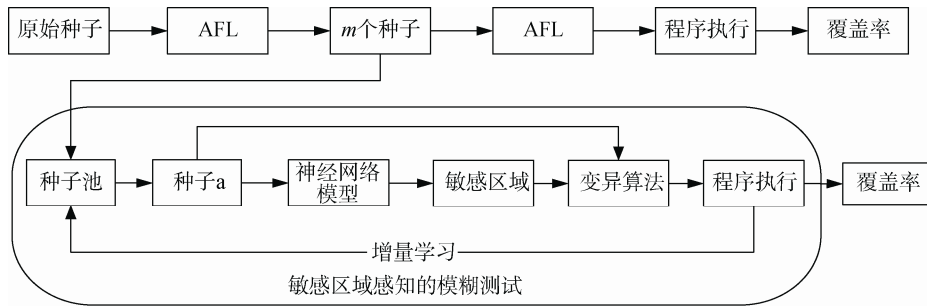 原始种子
AFL
m个种子
AFL
程序执行
覆盖率
种子池
种子a
神经网络
模型
敏感区域
变异算法
程序执行
覆盖率
增量学习
敏感区域感知的模糊测试